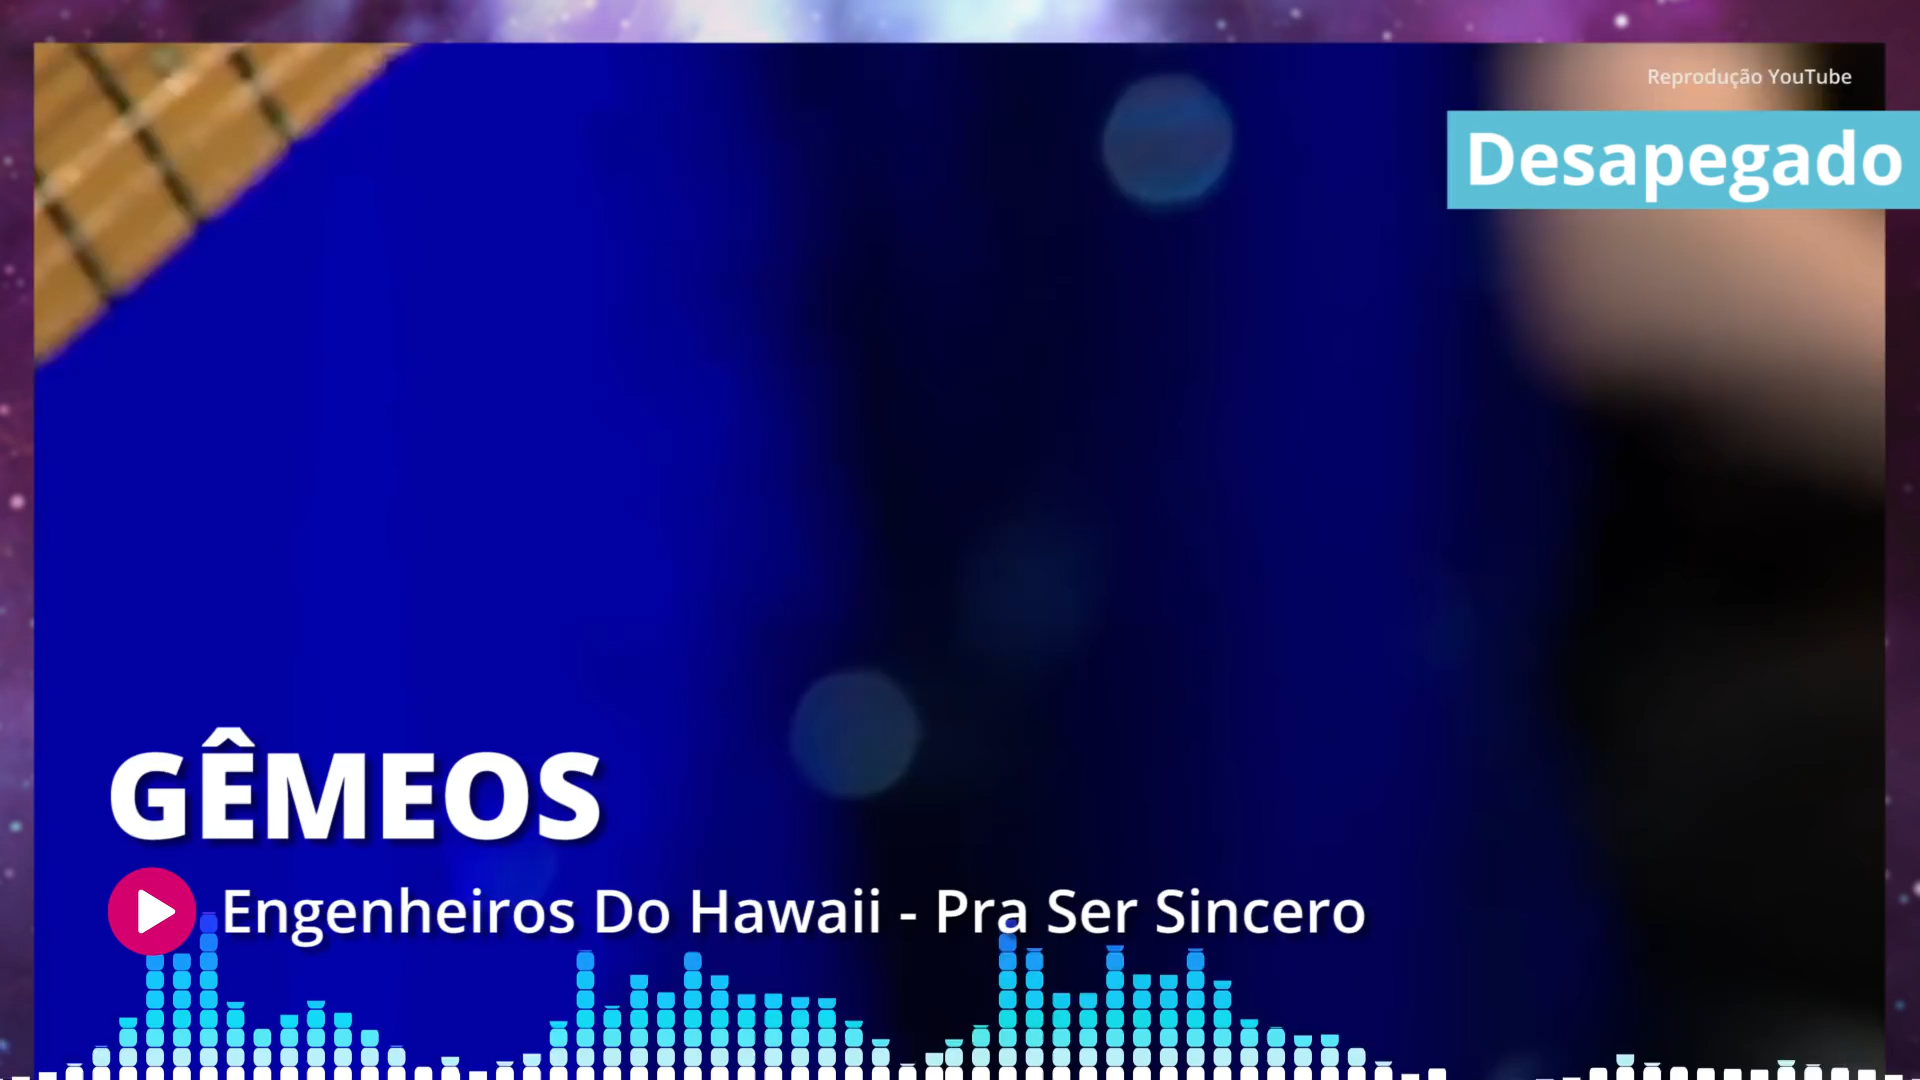 Reprodução YouTube
Desapegado
GÊMEOS
Engenheiros Do Hawaii - Pra Ser Sincero